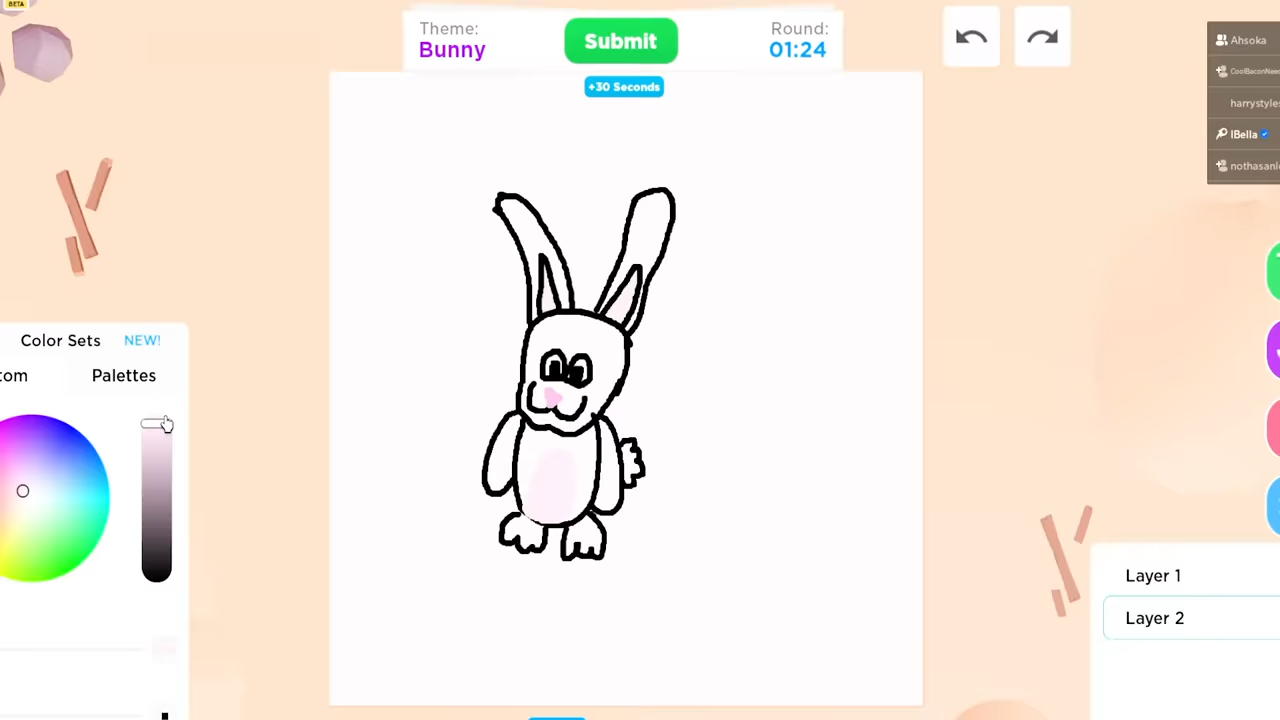 BETA
Theme:
Bunny
Submit
Round:
01:24
+30 Seconds
Ahsoka
harrystyles
IBella
Color Sets
NEW!
Palettes
Layer 1
Layer 2